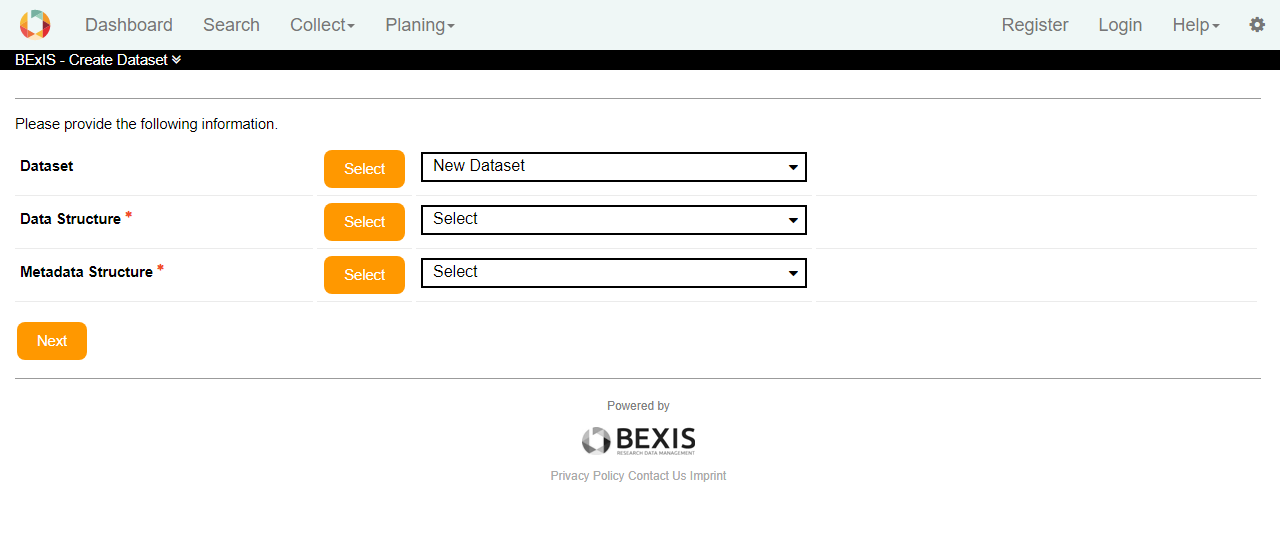 Dashboard Search Collect Planing Register Login Help
BExIS - Create Dataset
Please provide the following information.
Dataset Select New Dataset
Data Structure * Select Select
Metadata Structure * Select Select
Next
Powered by
BEXIS
RESEARCH DATA MANAGEMENT
Privacy Policy Contact Us Imprint